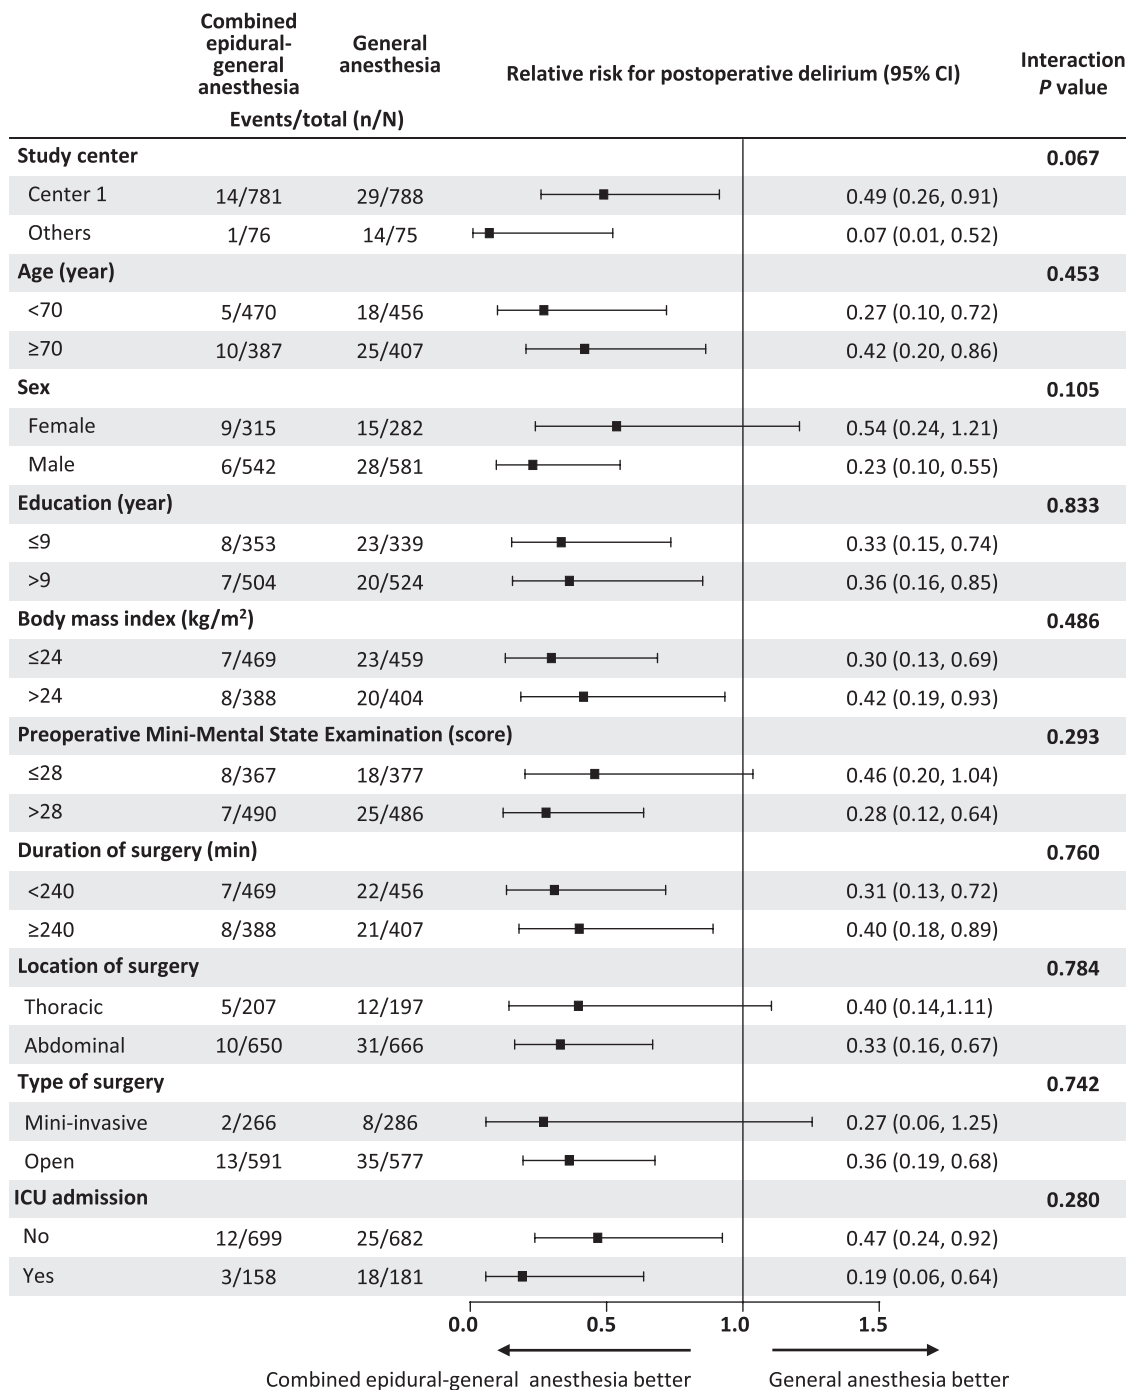 Combined
epidural-
general
anesthesia
General
anesthesia
Relative risk for postoperative delirium (95% CI)
Interaction
P value
Events/total (n/N)
Study center 0.067
Center 1 14/781 29/788 0.49 (0.26, 0.91)
Others 1/76 14/75 0.07 (0.01, 0.52)
Age (year) 0.453
<70 5/470 18/456 0.27 (0.10, 0.72)
≥70 10/387 25/407 0.42 (0.20, 0.86)
Sex 0.105
Female 9/315 15/282 0.54 (0.24, 1.21)
Male 6/542 28/581 0.23 (0.10, 0.55)
Education (year) 0.833
≤9 8/353 23/339 0.33 (0.15, 0.74)
>9 7/504 20/524 0.36 (0.16, 0.85)
Body mass index (kg/m²) 0.486
≤24 7/469 23/459 0.30 (0.13, 0.69)
>24 8/388 20/404 0.42 (0.19, 0.93)
Preoperative Mini-Mental State Examination (score) 0.293
≤28 8/367 18/377 0.46 (0.20, 1.04)
>28 7/490 25/486 0.28 (0.12, 0.64)
Duration of surgery (min) 0.760
<240 7/469 22/456 0.31 (0.13, 0.72)
≥240 8/388 21/407 0.40 (0.18, 0.89)
Location of surgery 0.784
Thoracic 5/207 12/197 0.40 (0.14,1.11)
Abdominal 10/650 31/666 0.33 (0.16, 0.67)
Type of surgery 0.742
Mini-invasive 2/266 8/286 0.27 (0.06, 1.25)
Open 13/591 35/577 0.36 (0.19, 0.68)
ICU admission 0.280
No 12/699 25/682 0.47 (0.24, 0.92)
Yes 3/158 18/181 0.19 (0.06, 0.64)
0.0 0.5 1.0 1.5
Combined epidural-general anesthesia better General anesthesia better